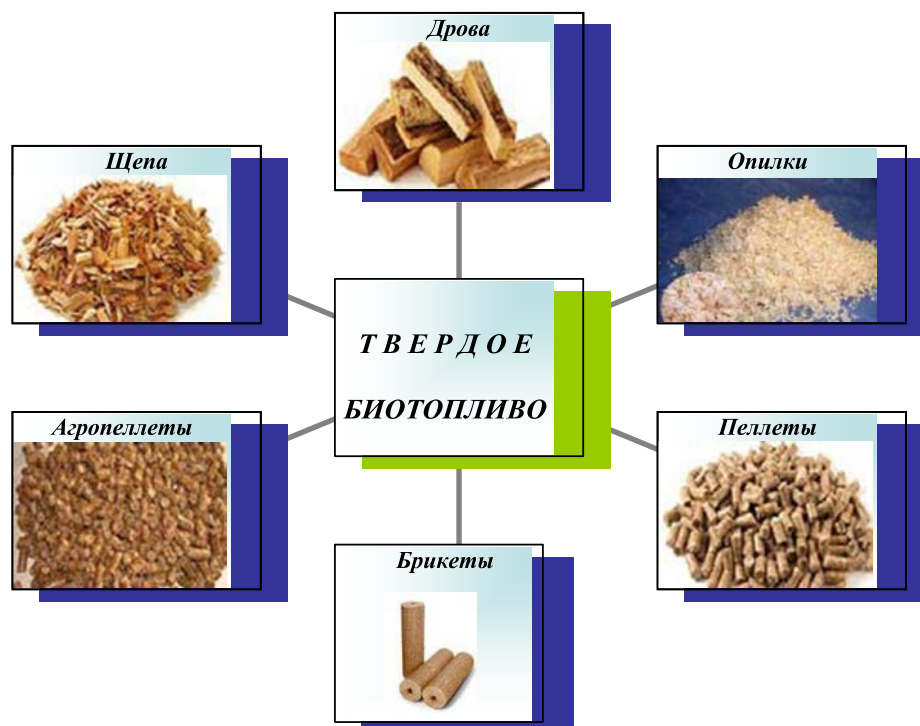 Дрова
Щепа
Опилки
Т В Е Р Д О Е
БИОТОПЛИВО
Агропеллеты
Пеллеты
Брикеты